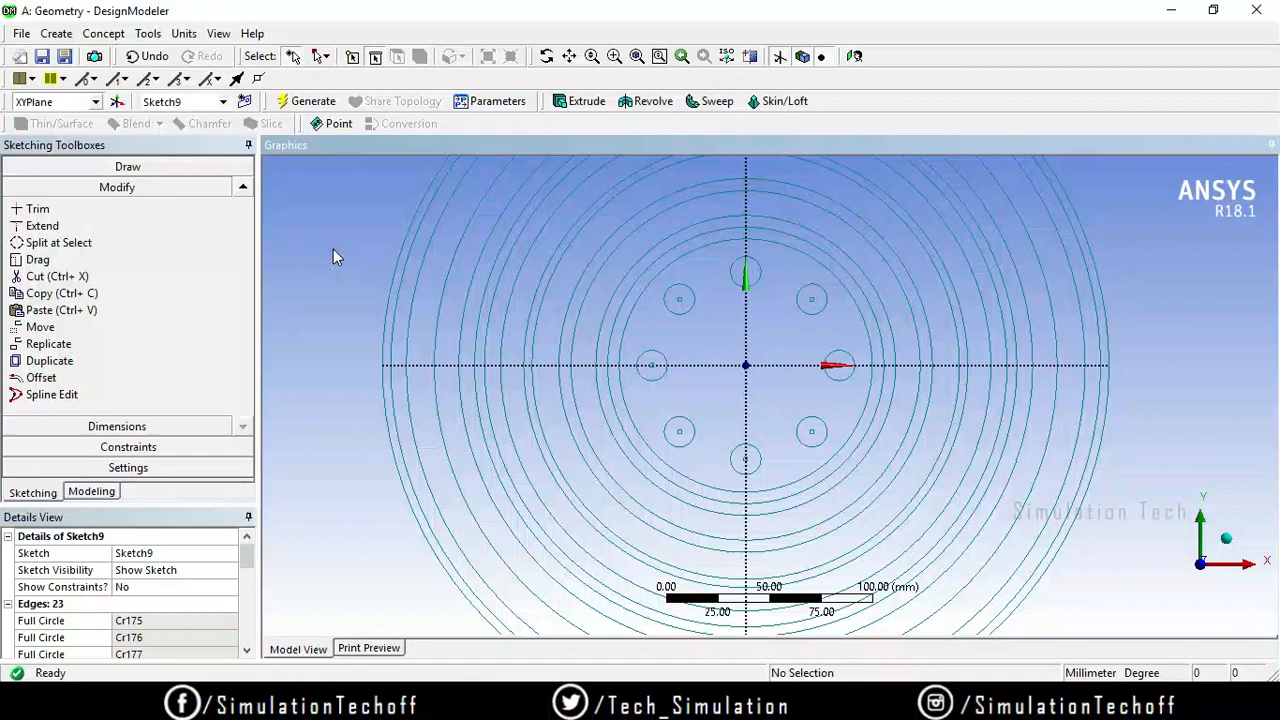 A: Geometry - DesignModeler
File Create Concept Tools Units View Help
Undo Redo Select: ISO
XYPlane Sketch9 Generate Share Topology Parameters Extrude Revolve Sweep Skin/Loft
Thin/Surface Blend Chamfer Slice Point Conversion
Sketching Toolboxes
Graphics
Draw
Modify
Trim
Extend
Split at Select
Drag
Cut (Ctrl+ X)
Copy (Ctrl+ C)
Paste (Ctrl+ V)
Move
Replicate
Duplicate
Offset
Spline Edit
Dimensions
Constraints
Settings
Sketching Modeling
Details View
Details of Sketch9
Sketch Sketch9
Sketch Visibility Show Sketch
Show Constraints? No
Edges: 23
Full Circle Cr175
Full Circle Cr176
Full Circle Cr177
ANSYS
R18.1
Simulation Tech
Y
X
0.00 50.00 100.00 (mm)
25.00 75.00
Model View Print Preview
Ready No Selection Millimeter Degree 0 0
/SimulationTechoff /Tech_Simulation /SimulationTechoff